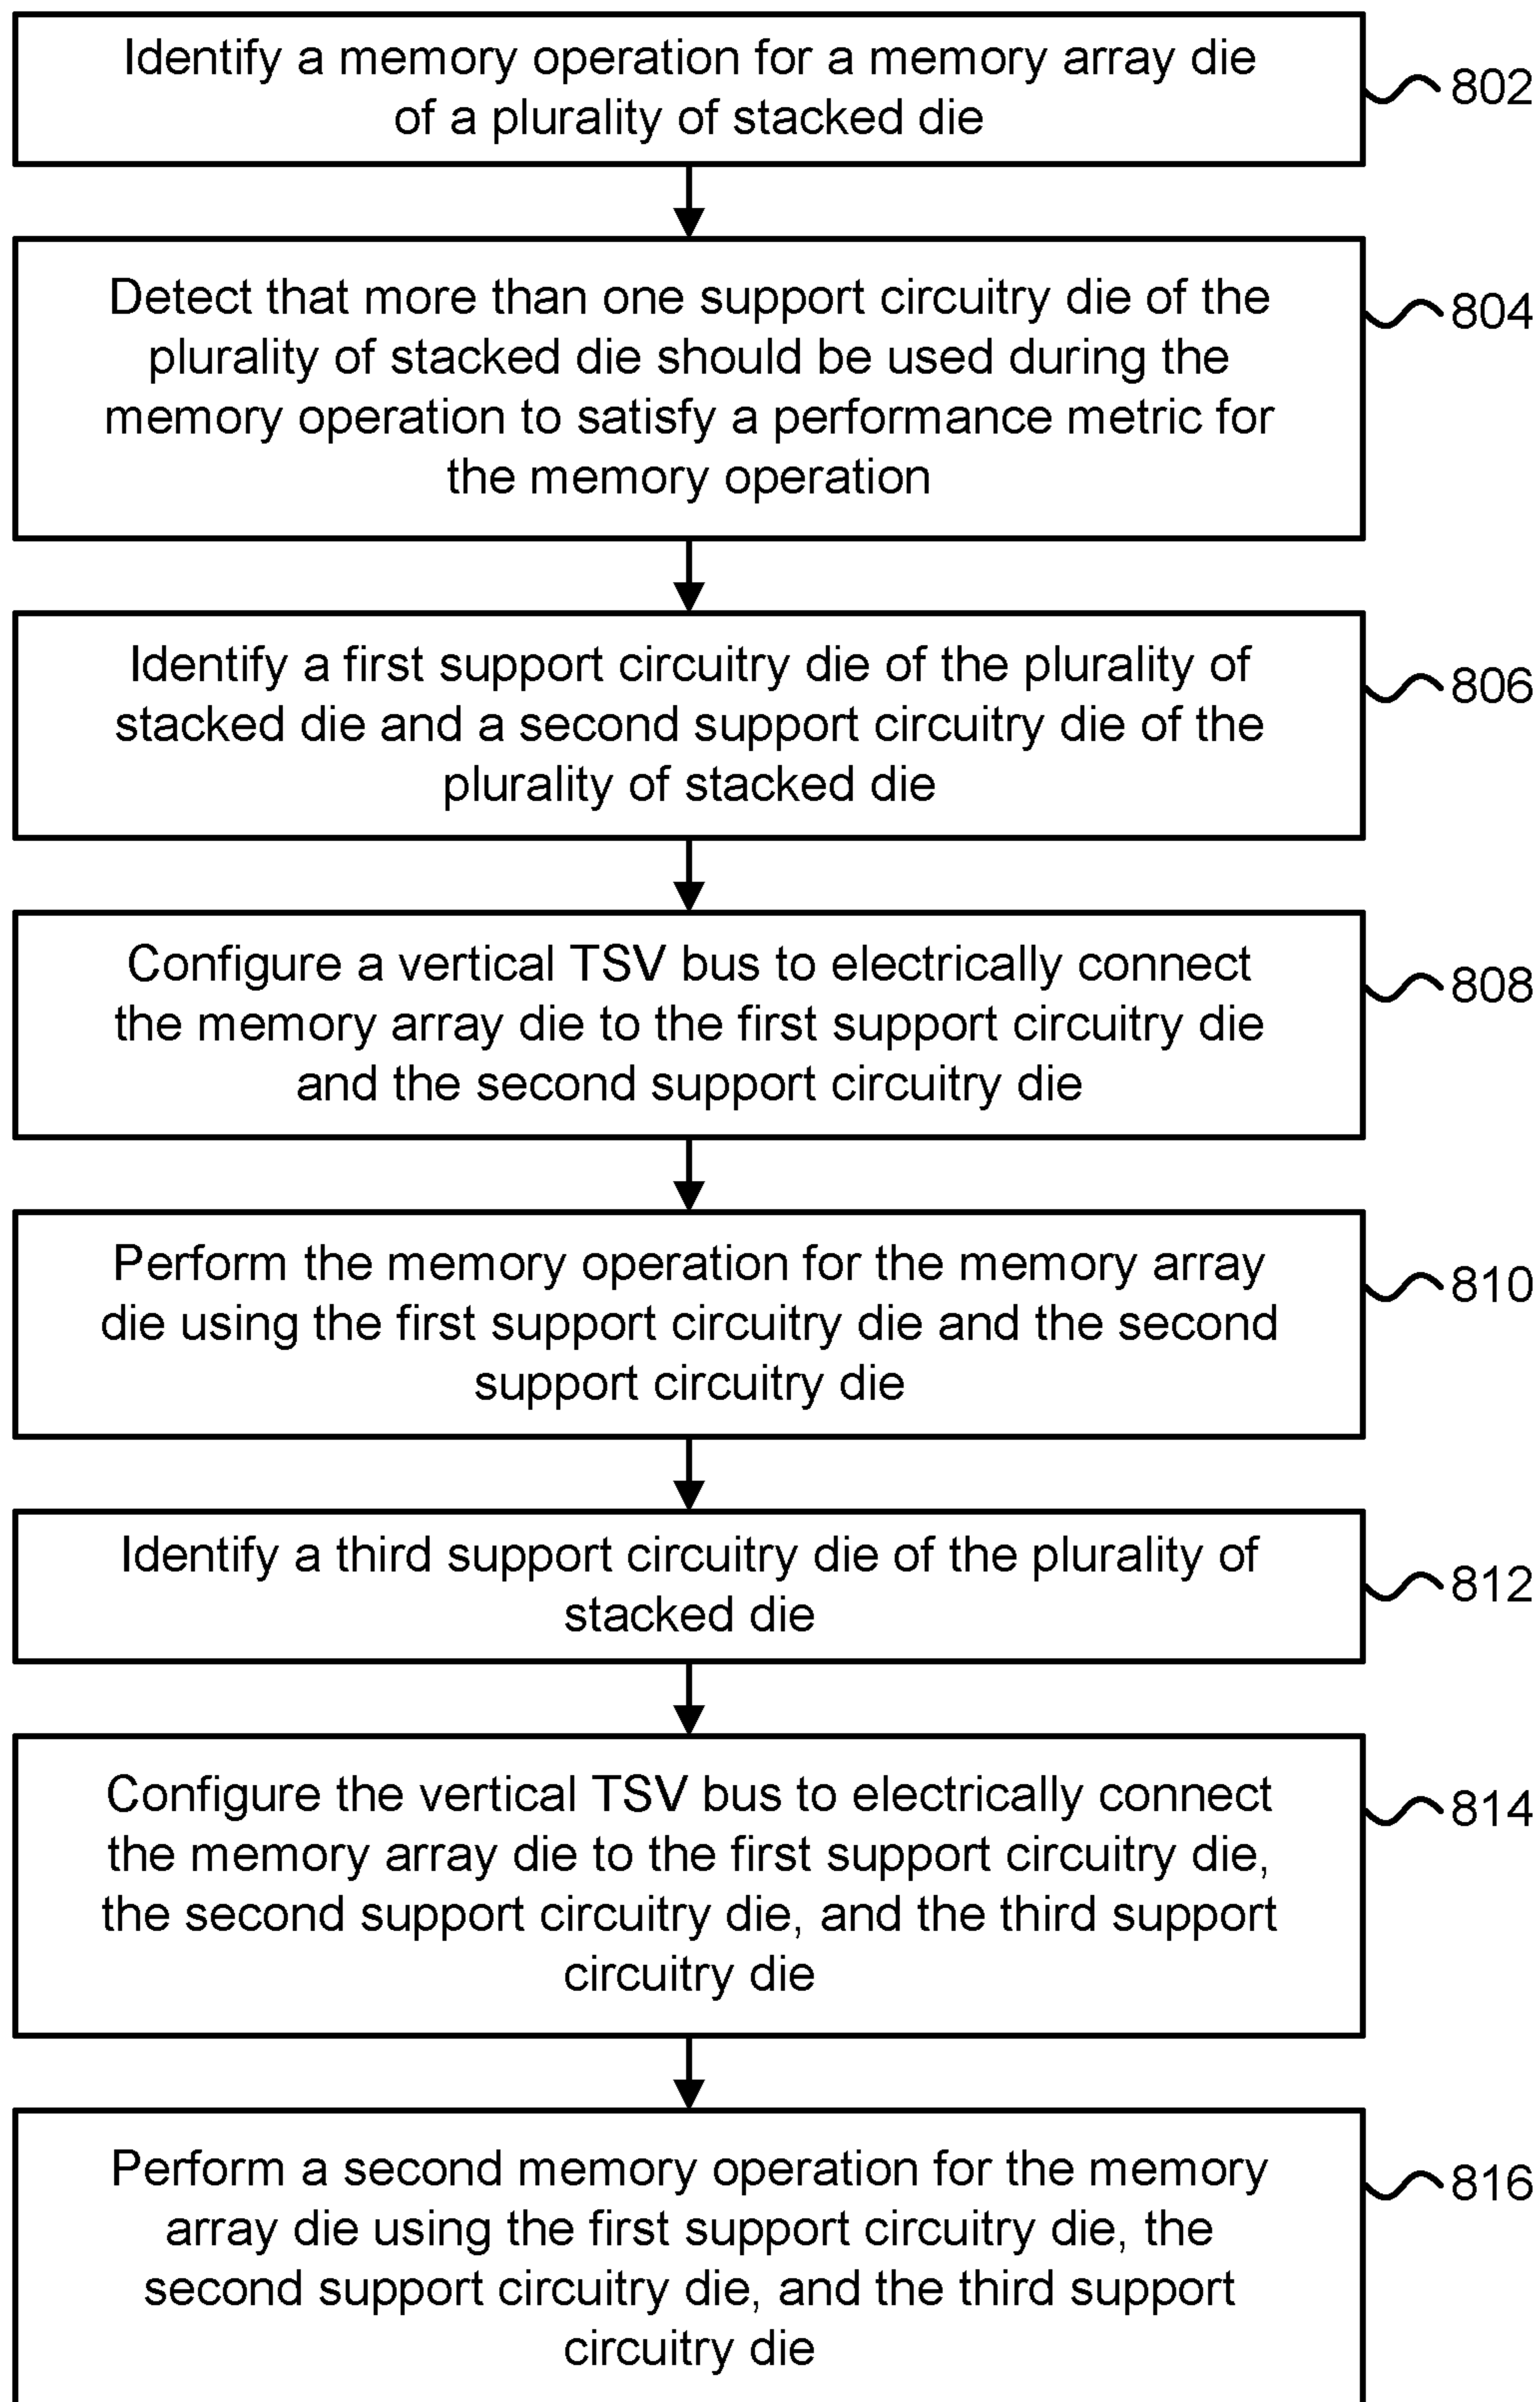 Identify a memory operation for a memory array die
of a plurality of stacked die
802
Detect that more than one support circuitry die of the
plurality of stacked die should be used during the
memory operation to satisfy a performance metric for
the memory operation
804
Identify a first support circuitry die of the plurality of
stacked die and a second support circuitry die of the
plurality of stacked die
806
Configure a vertical TSV bus to electrically connect
the memory array die to the first support circuitry die
and the second support circuitry die
808
Perform the memory operation for the memory array
die using the first support circuitry die and the second
support circuitry die
810
Identify a third support circuitry die of the plurality of
stacked die
812
Configure the vertical TSV bus to electrically connect
the memory array die to the first support circuitry die,
the second support circuitry die, and the third support
circuitry die
814
Perform a second memory operation for the memory
array die using the first support circuitry die, the
second support circuitry die, and the third support
circuitry die
816